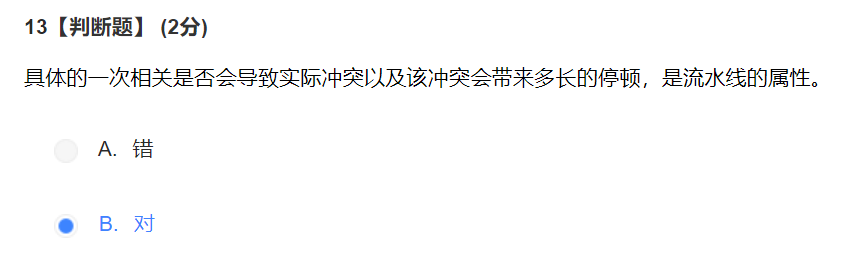 13【判断题】 (2分)
具体的一次相关是否会导致实际冲突以及该冲突会带来多长的停顿，是流水线的属性。
A. 错
B. 对